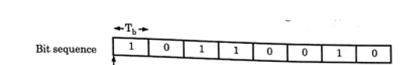 ←T_b→
Bit sequence 1 0 1 1 0 0 1 0